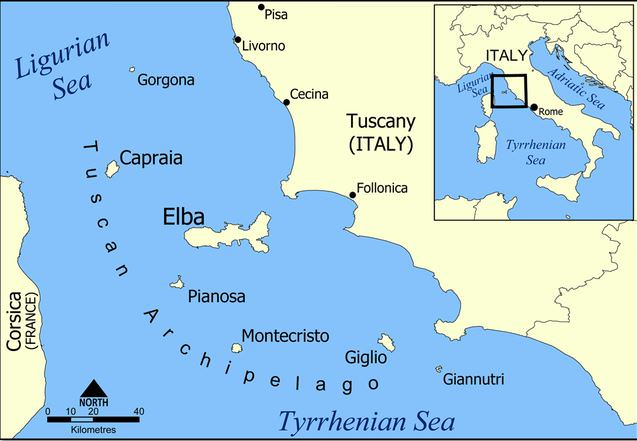 Pisa
Livorno
Ligurian
Sea
Gorgona
Cecina
Tuscany
(ITALY)
Capraia
Follonica
Elba
Tuscan Archipelago
Pianosa
Corsica
(FRANCE)
Montecristo
Giglio
Giannutri
NORTH
0 10 20 40
Kilometres
Tyrrhenian Sea
ITALY
Ligurian
Sea
Adriatic Sea
Rome
Tyrrhenian
Sea